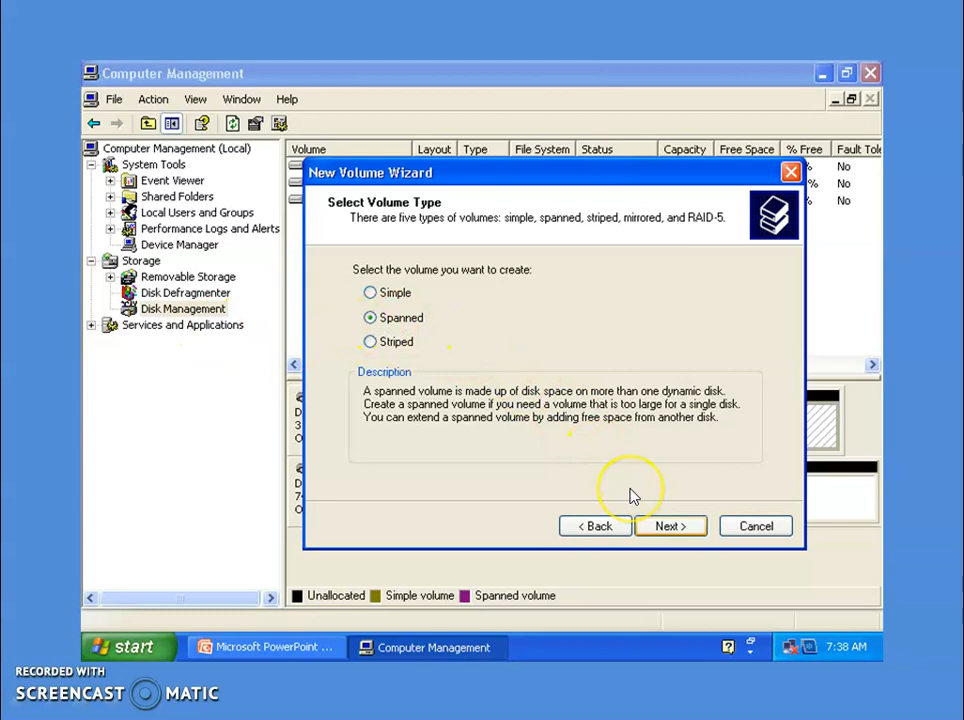 Computer Management
File Action View Window Help
Computer Management (Local)
System Tools
Event Viewer
Shared Folders
Local Users and Groups
Performance Logs and Alerts
Device Manager
Storage
Removable Storage
Disk Defragmenter
Disk Management
Services and Applications
Volume Layout Type File System Status Capacity Free Space % Free Fault Tole
% No
% No
No
New Volume Wizard
Select Volume Type
There are five types of volumes: simple, spanned, striped, mirrored, and RAID-5.
Select the volume you want to create:
Simple
Spanned
Striped
Description
A spanned volume is made up of disk space on more than one dynamic disk.
Create a spanned volume if you need a volume that is too large for a single disk.
You can extend a spanned volume by adding free space from another disk.
< Back Next > Cancel
D
3
O
D
74
O
Unallocated Simple volume Spanned volume
start Microsoft PowerPoint ... Computer Management 7:38 AM
RECORDED WITH
SCREENCAST MATIC